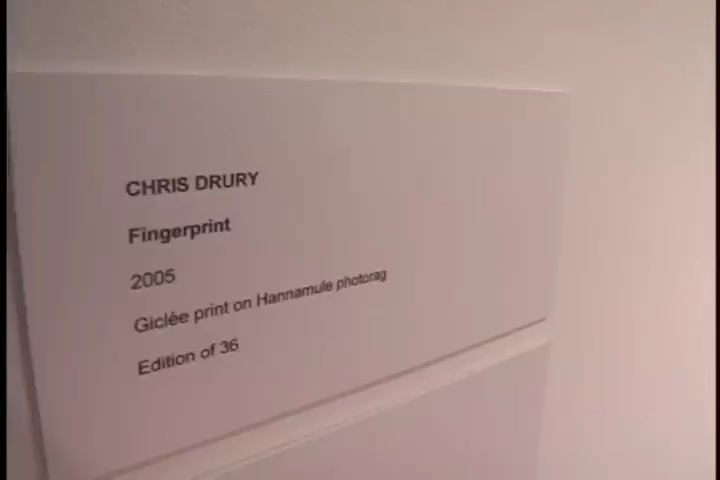 CHRIS DRURY
Fingerprint
2005
Giclée print on Hannamule photorag
Edition of 36